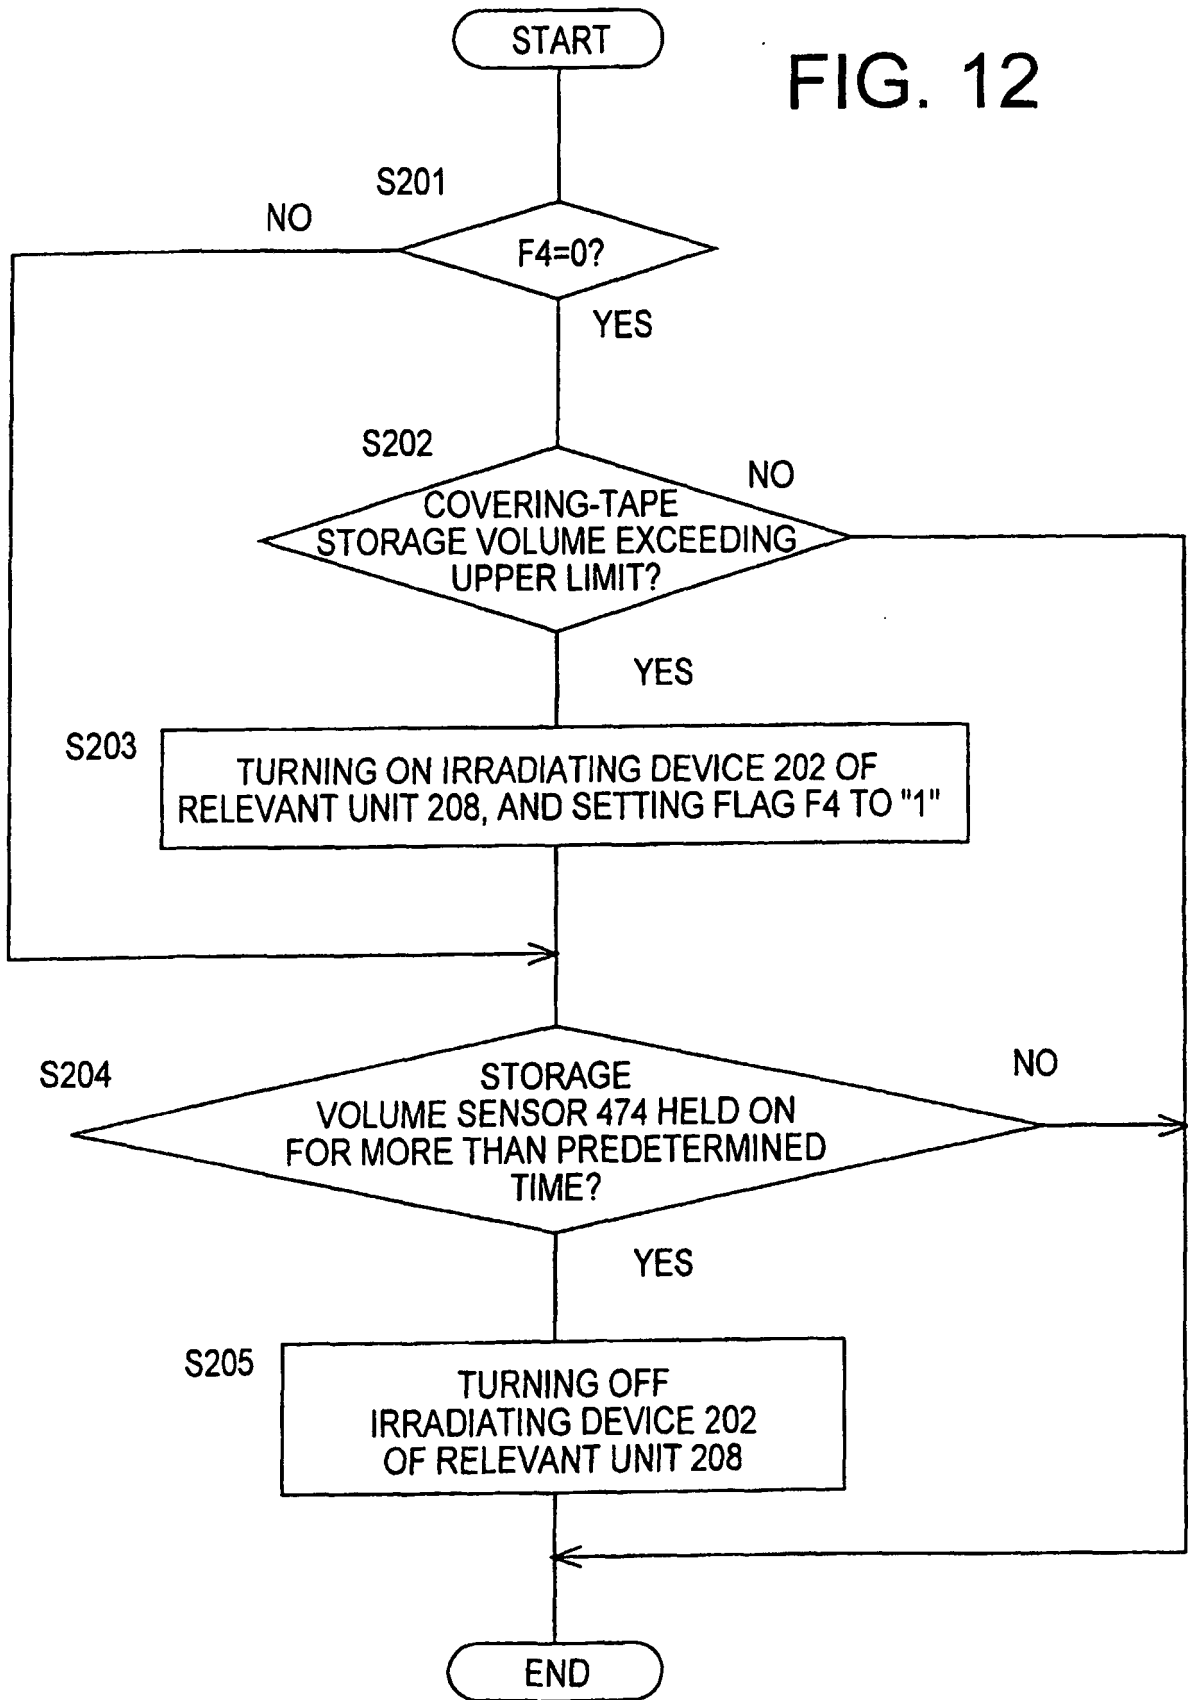 START
FIG. 12
S201
NO
F4=0?
YES
S202
NO
COVERING-TAPE
STORAGE VOLUME EXCEEDING
UPPER LIMIT?
YES
S203
TURNING ON IRRADIATING DEVICE 202 OF
RELEVANT UNIT 208, AND SETTING FLAG F4 TO "1"
S204
NO
STORAGE
VOLUME SENSOR 474 HELD ON
FOR MORE THAN PREDETERMINED
TIME?
YES
S205
TURNING OFF
IRRADIATING DEVICE 202
OF RELEVANT UNIT 208
END